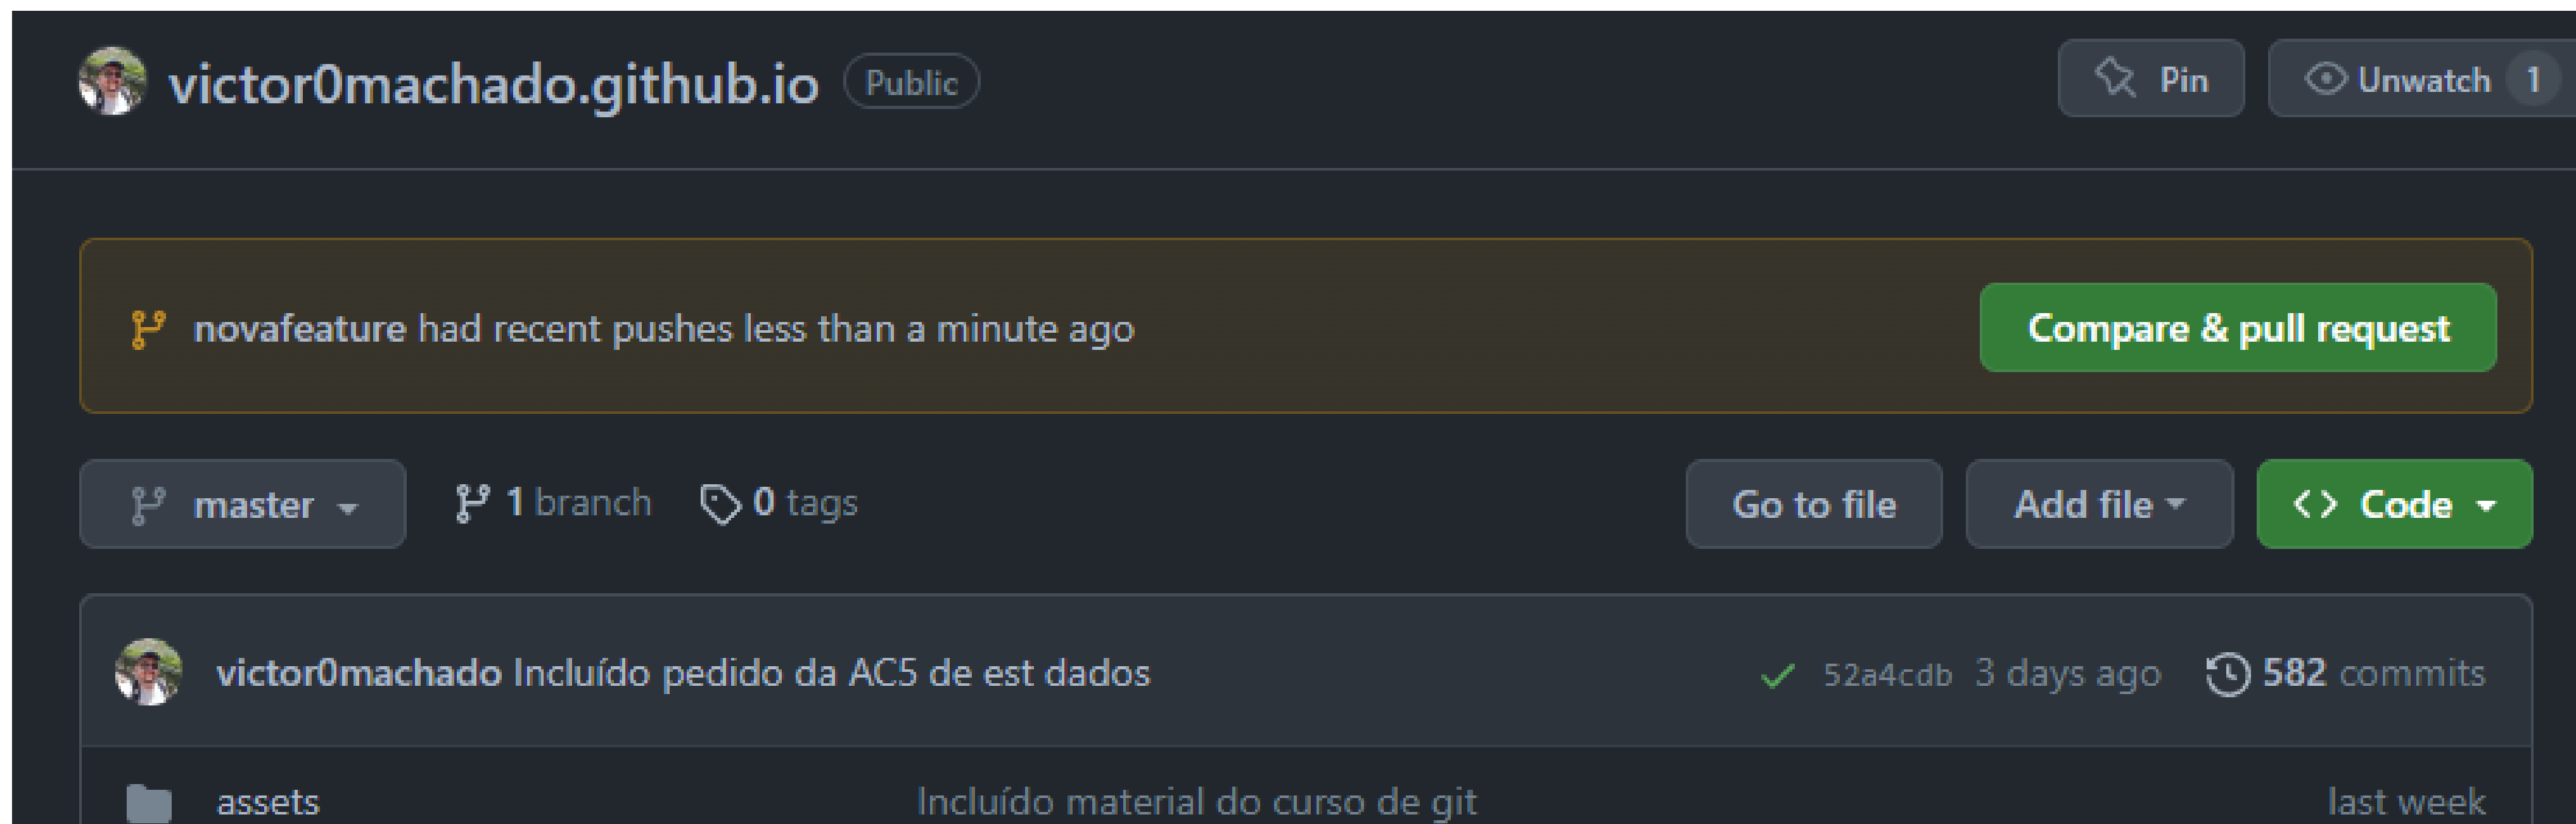 victor0machado.github.io Public Pin Unwatch 1
novafeature had recent pushes less than a minute ago Compare & pull request
master 1 branch 0 tags Go to file Add file <> Code
victor0machado Incluído pedido da AC5 de est dados 52a4cdb 3 days ago 582 commits
assets Incluído material do curso de git last week